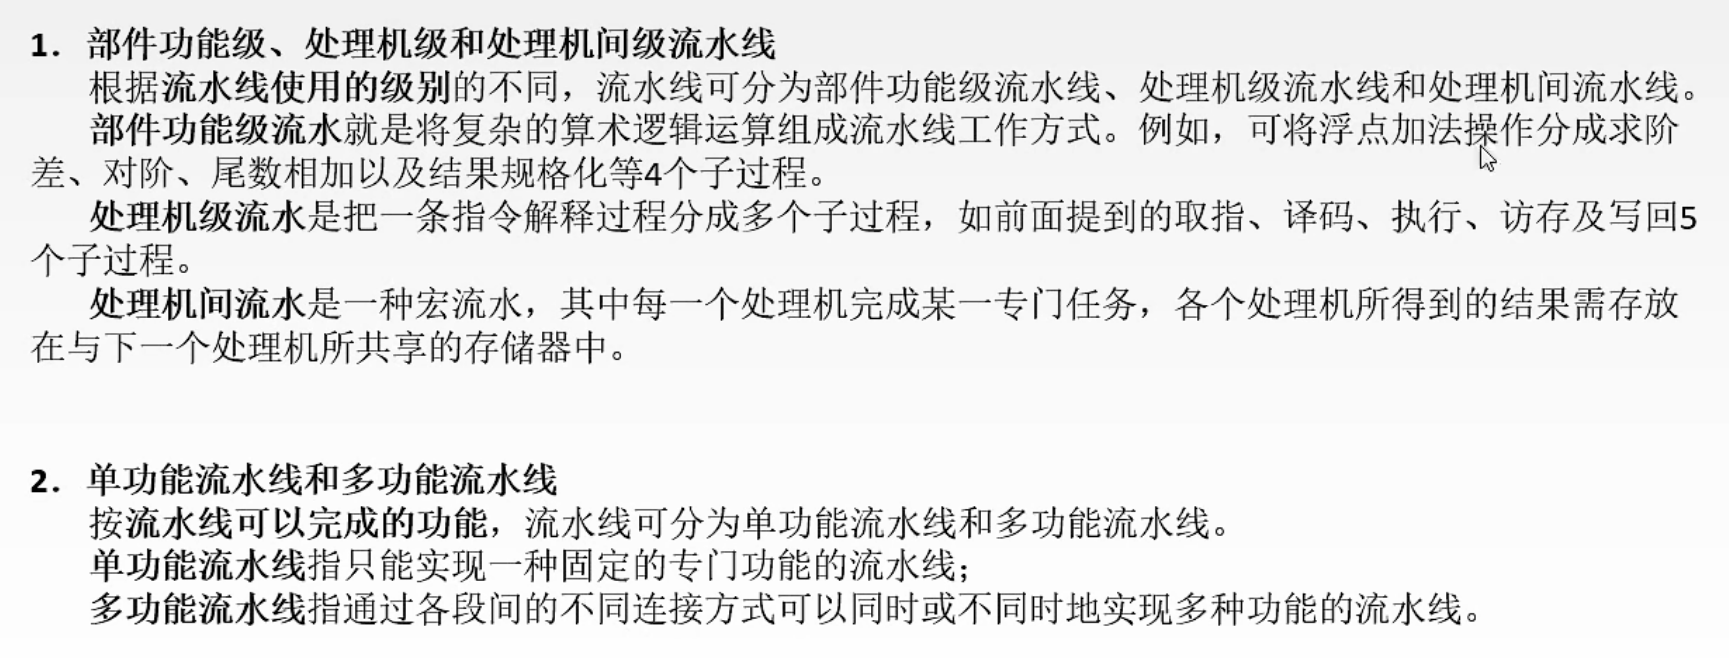 1. 部件功能级、处理机级和处理机间级流水线
根据流水线使用的级别的不同，流水线可分为部件功能级流水线、处理机级流水线和处理机间流水线。
部件功能级流水就是将复杂的算术逻辑运算组成流水线工作方式。例如，可将浮点加法操作分成求阶
差、对阶、尾数相加以及结果规格化等4个子过程。
处理机级流水是把一条指令解释过程分成多个子过程，如前面提到的取指、译码、执行、访存及写回5
个子过程。
处理机间流水是一种宏流水，其中每一个处理机完成某一专门任务，各个处理机所得到的结果需存放
在与下一个处理机所共享的存储器中。
2. 单功能流水线和多功能流水线
按流水线可以完成的功能，流水线可分为单功能流水线和多功能流水线。
单功能流水线指只能实现一种固定的专门功能的流水线；
多功能流水线指通过各段间的不同连接方式可以同时或不同时地实现多种功能的流水线。